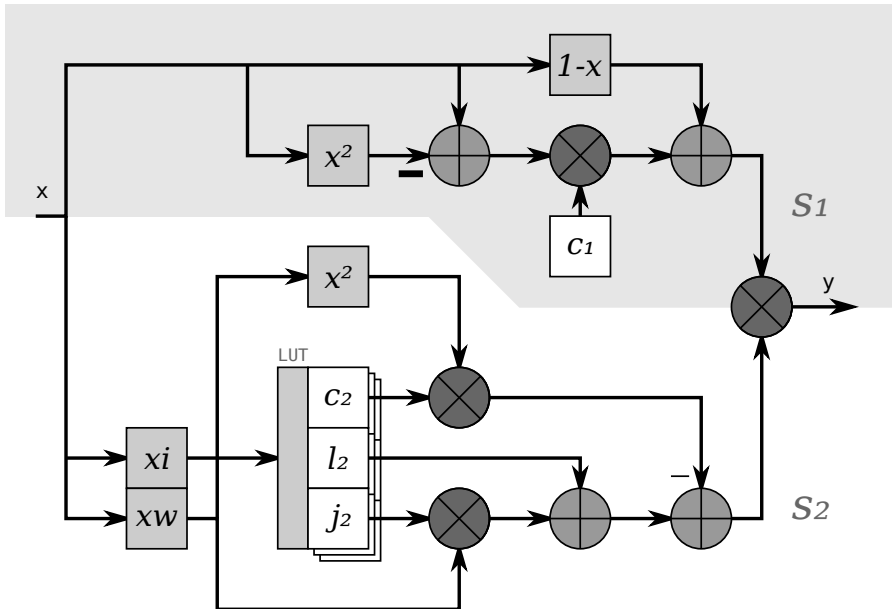 1-x
x²
−
x
s₁
c₁
x²
y
LUT
c₂
xi
l₂
−
xw
j₂
s₂